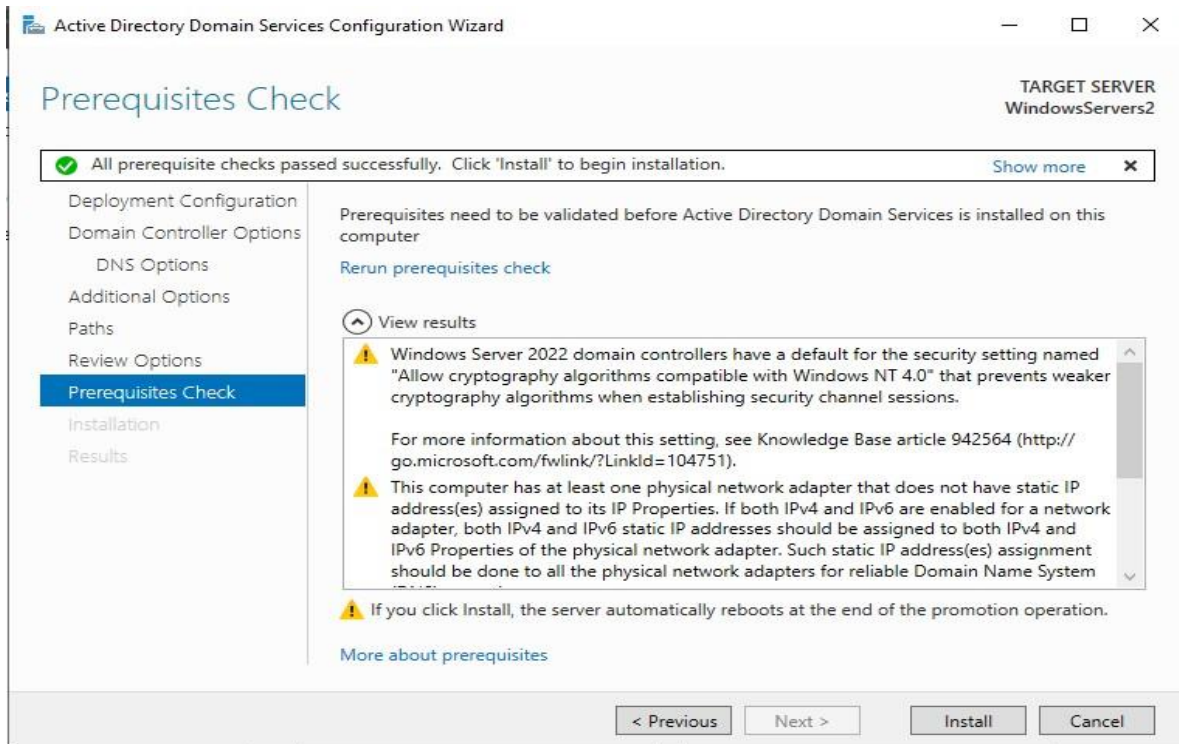 Active Directory Domain Services Configuration Wizard
Prerequisites Check
TARGET SERVER
WindowsServers2
All prerequisite checks passed successfully. Click 'Install' to begin installation.
Show more
Deployment Configuration
Domain Controller Options
DNS Options
Additional Options
Paths
Review Options
Prerequisites Check
Installation
Results
Prerequisites need to be validated before Active Directory Domain Services is installed on this
computer
Rerun prerequisites check
View results
Windows Server 2022 domain controllers have a default for the security setting named
"Allow cryptography algorithms compatible with Windows NT 4.0" that prevents weaker
cryptography algorithms when establishing security channel sessions.
For more information about this setting, see Knowledge Base article 942564 (http://
go.microsoft.com/fwlink/?LinkId=104751).
This computer has at least one physical network adapter that does not have static IP
address(es) assigned to its IP Properties. If both IPv4 and IPv6 are enabled for a network
adapter, both IPv4 and IPv6 static IP addresses should be assigned to both IPv4 and
IPv6 Properties of the physical network adapter. Such static IP address(es) assignment
should be done to all the physical network adapters for reliable Domain Name System
If you click Install, the server automatically reboots at the end of the promotion operation.
More about prerequisites
< Previous
Next >
Install
Cancel